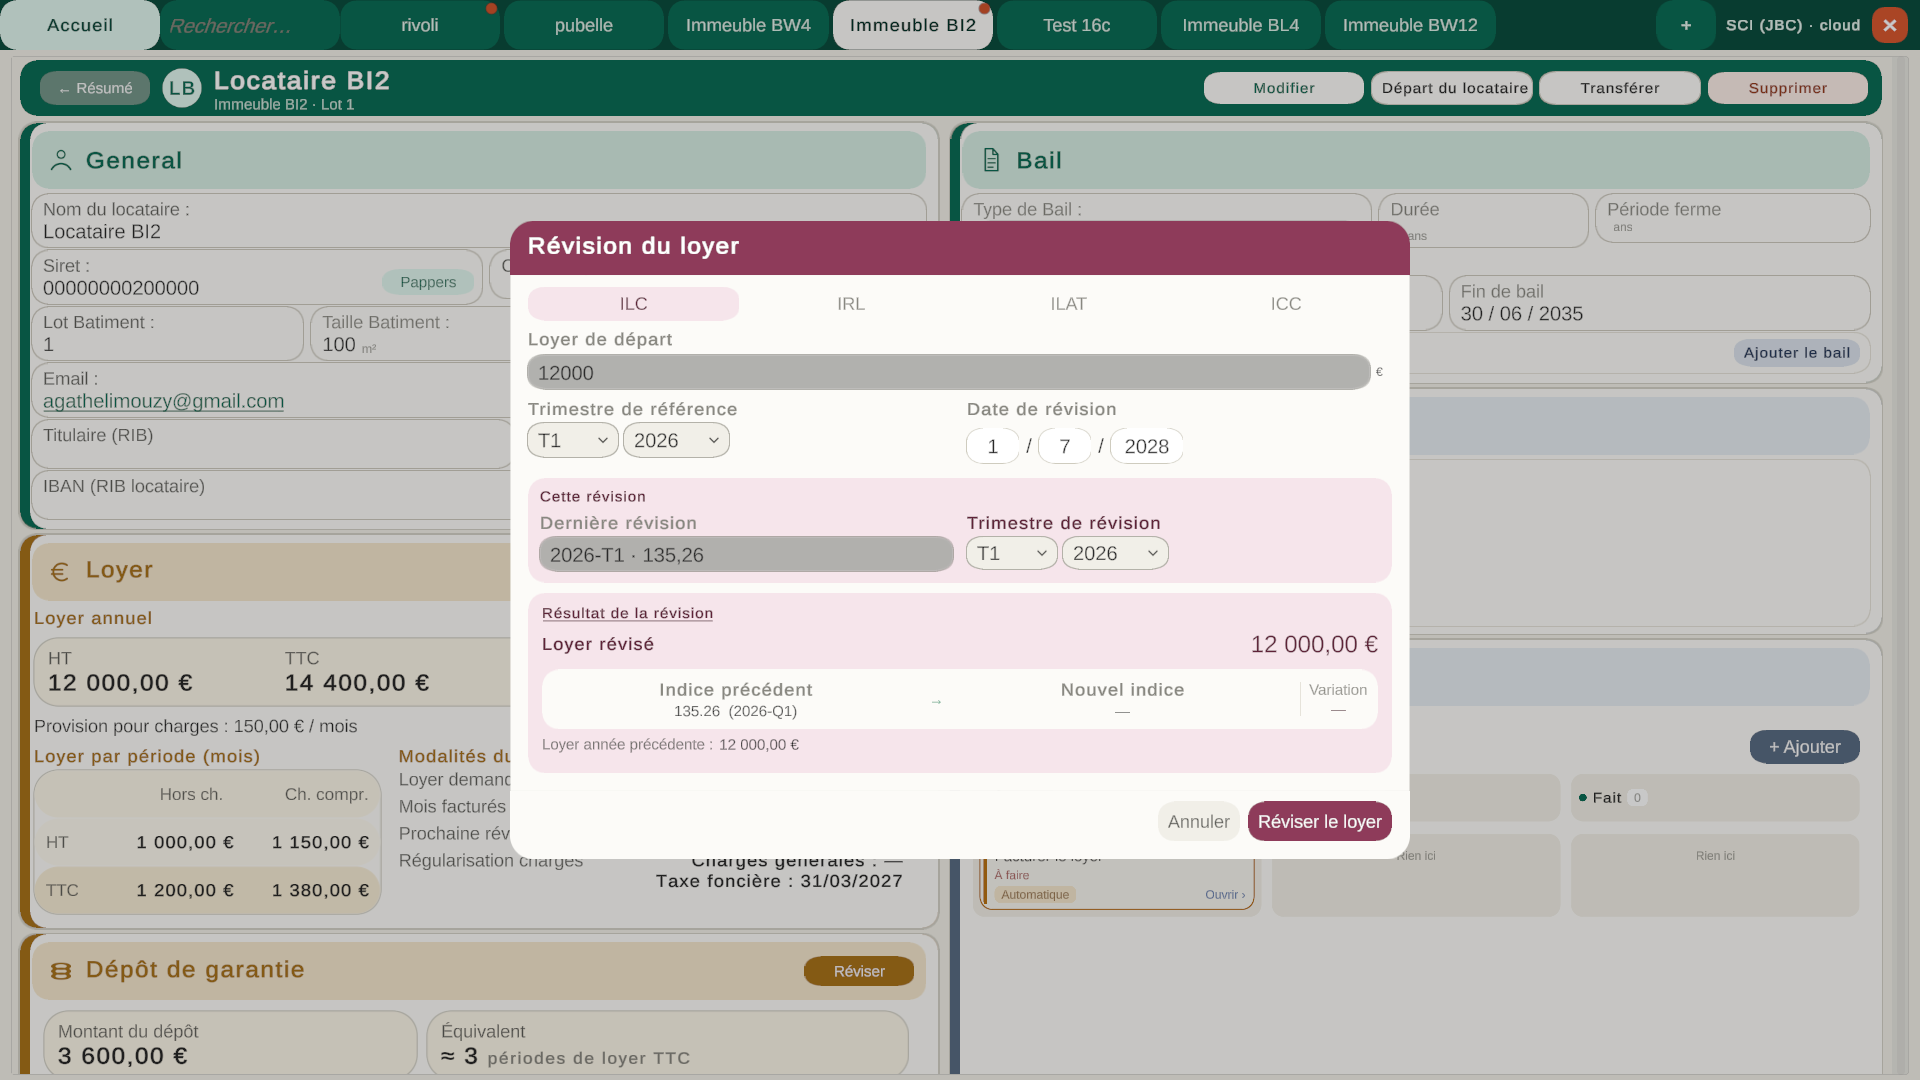 Accueil
Rechercher...
rivoli
pubelle
Immeuble BW4
Immeuble BI2
Test 16c
Immeuble BL4
Immeuble BW12
+
SCI (JBC) · cloud
×
← Résumé
LB
Locataire BI2
Immeuble BI2 · Lot 1
Modifier
Départ du locataire
Transférer
Supprimer
General
Nom du locataire :
Locataire BI2
Siret :
00000000200000
Pappers
Lot Batiment :
1
Taille Batiment :
100 m²
Email :
agathelimouzy@gmail.com
Titulaire (RIB)
IBAN (RIB locataire)
Bail
Type de Bail :
Durée
ans
Période ferme
ans
Fin de bail
30 / 06 / 2035
Ajouter le bail
Révision du loyer
ILC
IRL
ILAT
ICC
Loyer de départ
12000
€
Trimestre de référence
T1
2026
Date de révision
1 / 7 / 2028
Cette révision
Dernière révision
2026-T1 · 135,26
Trimestre de révision
T1
2026
Résultat de la révision
Loyer révisé
12 000,00 €
Indice précédent
135.26 (2026-Q1)
→
Nouvel indice
—
Variation
—
Loyer année précédente : 12 000,00 €
Annuler
Réviser le loyer
Loyer
Loyer annuel
HT
12 000,00 €
TTC
14 400,00 €
Provision pour charges : 150,00 € / mois
Loyer par période (mois)
Hors ch.
Ch. compr.
HT
1 000,00 €
1 150,00 €
TTC
1 200,00 €
1 380,00 €
Modalités du
Loyer demand
Mois facturés
Prochaine rév
Régularisation charges
Charges générales : —
Taxe foncière : 31/03/2027
Dépôt de garantie
Réviser
Montant du dépôt
3 600,00 €
Équivalent
≈ 3 périodes de loyer TTC
+ Ajouter
Fait 0
Facturer le loyer
À faire
Automatique
Ouvrir ›
Rien ici
Rien ici